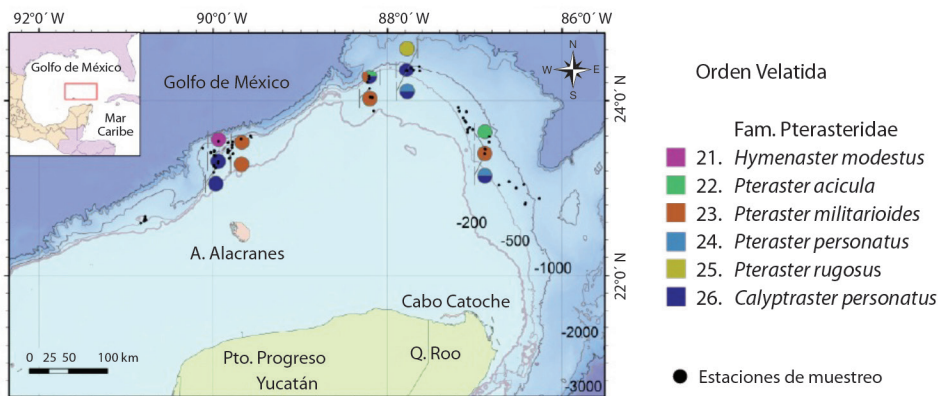 92°0´ W
90°0´ W
88°0´ W
86°0´ W
Golfo de México
Mar
Caribe
Golfo de México
N
W
E
S
24°0´ N
A. Alacranes
-200
-500
-1000
22°0´ N
Cabo Catoche
-2000
0 25 50 100 km
Pto. Progreso
Yucatán
Q. Roo
-3000
Orden Velatida
Fam. Pterasteridae
21. Hymenaster modestus
22. Pteraster acicula
23. Pteraster militarioides
24. Pteraster personatus
25. Pteraster rugosus
26. Calyptraster personatus
Estaciones de muestreo